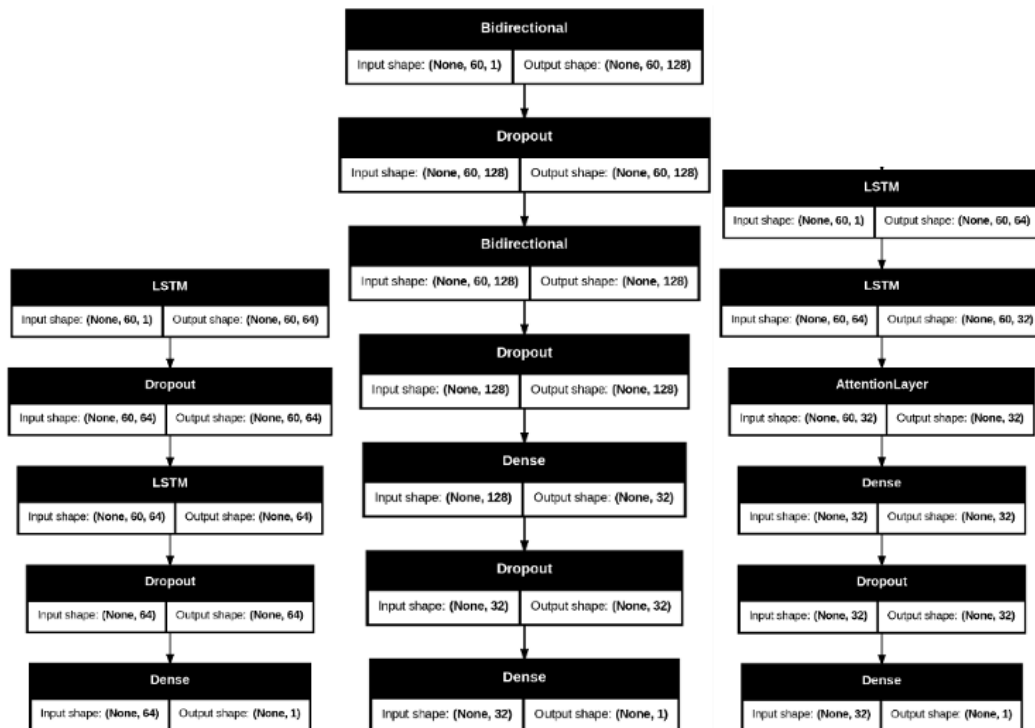 LSTM
Input shape: (None, 60, 1) Output shape: (None, 60, 64)
Dropout
Input shape: (None, 60, 64) Output shape: (None, 60, 64)
LSTM
Input shape: (None, 60, 64) Output shape: (None, 64)
Dropout
Input shape: (None, 64) Output shape: (None, 64)
Dense
Input shape: (None, 64) Output shape: (None, 1)
Bidirectional
Input shape: (None, 60, 1) Output shape: (None, 60, 128)
Dropout
Input shape: (None, 60, 128) Output shape: (None, 60, 128)
Bidirectional
Input shape: (None, 60, 128) Output shape: (None, 128)
Dropout
Input shape: (None, 128) Output shape: (None, 128)
Dense
Input shape: (None, 128) Output shape: (None, 32)
Dropout
Input shape: (None, 32) Output shape: (None, 32)
Dense
Input shape: (None, 32) Output shape: (None, 1)
LSTM
Input shape: (None, 60, 1) Output shape: (None, 60, 64)
LSTM
Input shape: (None, 60, 64) Output shape: (None, 60, 32)
AttentionLayer
Input shape: (None, 60, 32) Output shape: (None, 32)
Dense
Input shape: (None, 32) Output shape: (None, 32)
Dropout
Input shape: (None, 32) Output shape: (None, 32)
Dense
Input shape: (None, 32) Output shape: (None, 1)